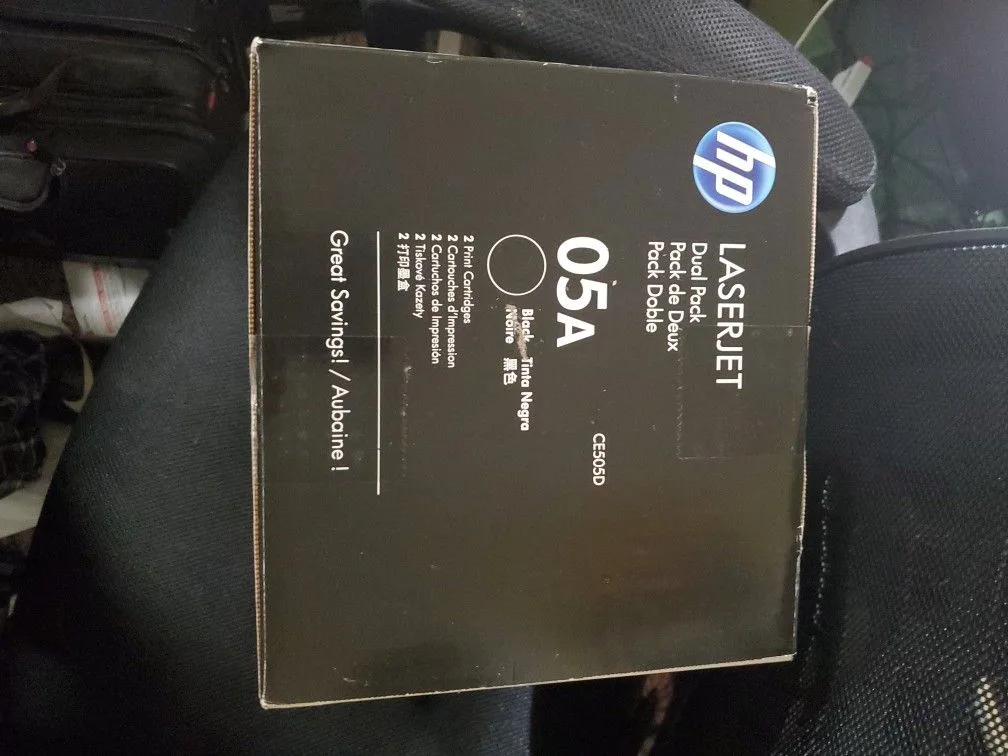 hp
LASERJET
Dual Pack
Pack de Deux
Pack Doble
05A
CE505D
Black Tinta Negra
Noire 黑色
2 Print Cartridges
2 Cartouches d'Impression
2 Cartuchos de Impresión
2 Tiskové Kazety
2 打印墨盒
Great Savings! / Aubaine !